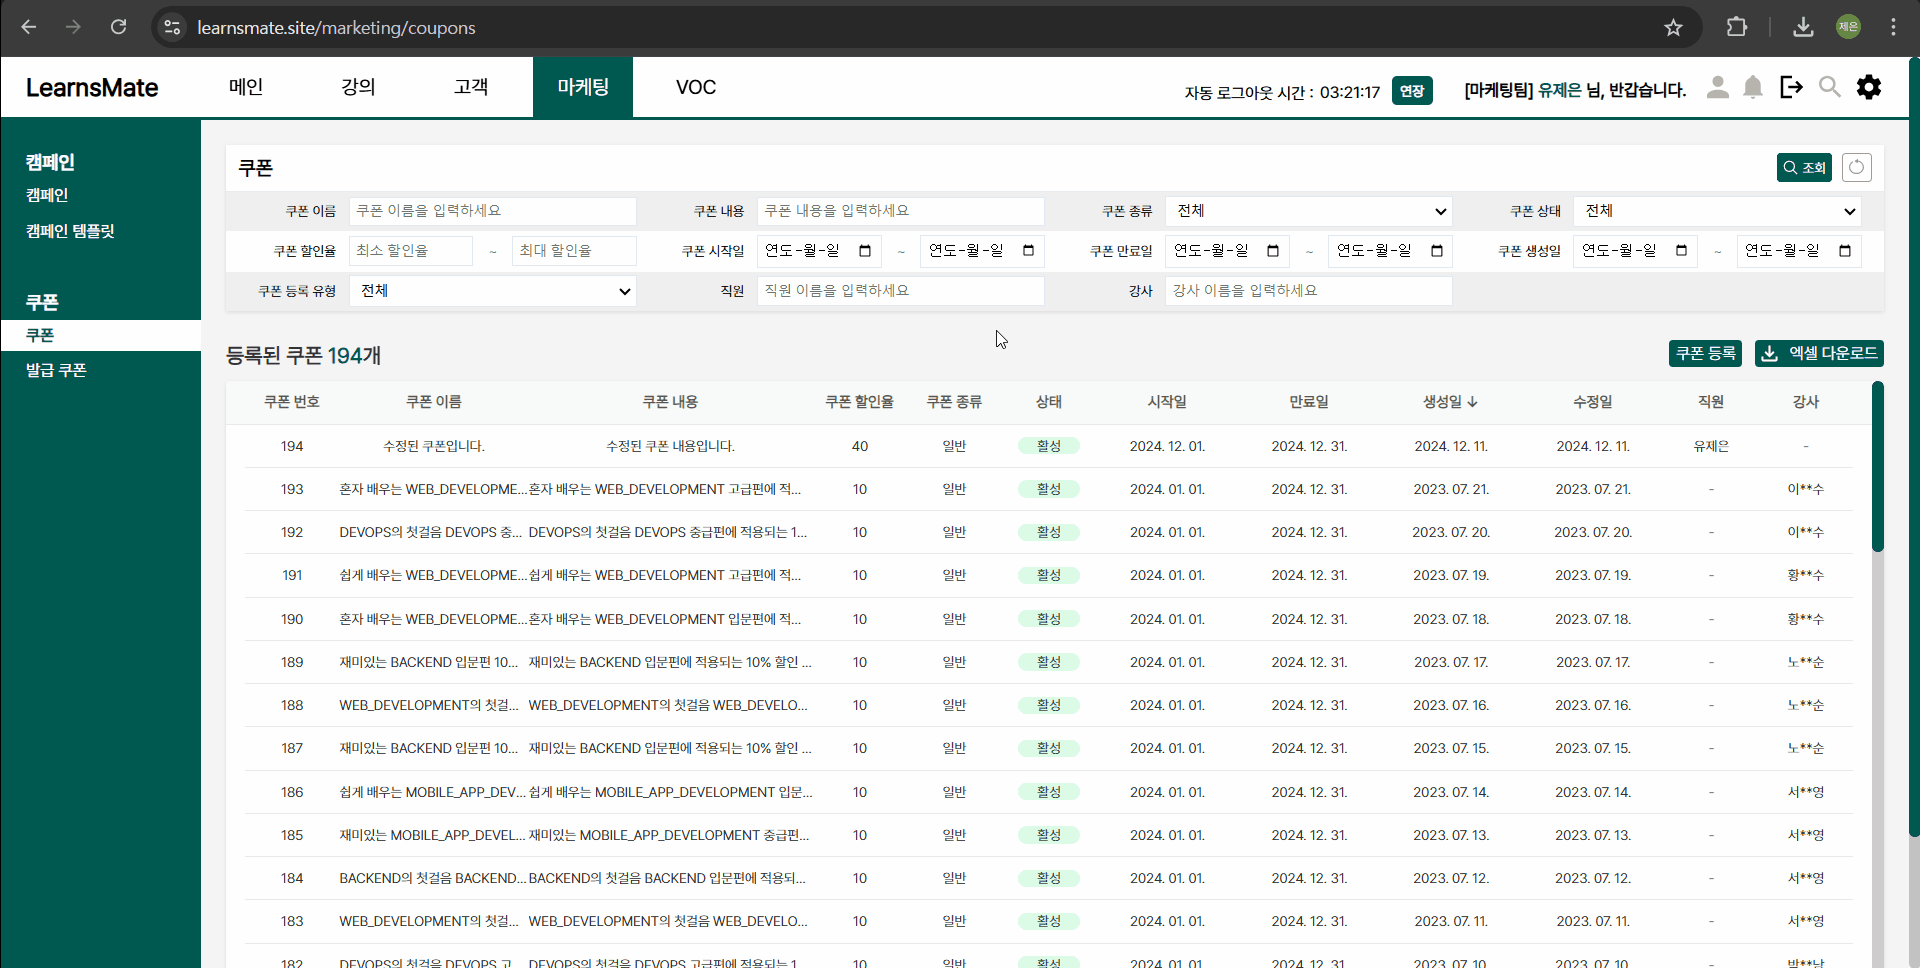 learnsmate.site/marketing/coupons
제은
LearnsMate 메인 강의 고객 마케팅 VOC 자동 로그아웃 시간 : 03:21:17 연장 [마케팅팀] 유제은 님, 반갑습니다.
캠페인
캠페인
캠페인 템플릿
쿠폰
쿠폰
발급 쿠폰
쿠폰 조회
쿠폰 이름 쿠폰 이름을 입력하세요 쿠폰 내용 쿠폰 내용을 입력하세요 쿠폰 종류 전체 쿠폰 상태 전체
쿠폰 할인율 최소 할인율 ~ 최대 할인율 쿠폰 시작일 연도-월-일 ~ 연도-월-일 쿠폰 만료일 연도-월-일 ~ 연도-월-일 쿠폰 생성일 연도-월-일 ~ 연도-월-일
쿠폰 등록 유형 전체 직원 직원 이름을 입력하세요 강사 강사 이름을 입력하세요
등록된 쿠폰 194개 쿠폰 등록 엑셀 다운로드
쿠폰 번호 쿠폰 이름 쿠폰 내용 쿠폰 할인율 쿠폰 종류 상태 시작일 만료일 생성일 ↓ 수정일 직원 강사
194 수정된 쿠폰입니다. 수정된 쿠폰 내용입니다. 40 일반 활성 2024. 12. 01. 2024. 12. 31. 2024. 12. 11. 2024. 12. 11. 유제은 -
193 혼자 배우는 WEB_DEVELOPME... 혼자 배우는 WEB_DEVELOPMENT 고급편에 적... 10 일반 활성 2024. 01. 01. 2024. 12. 31. 2023. 07. 21. 2023. 07. 21. - 이**수
192 DEVOPS의 첫걸음 DEVOPS 중... DEVOPS의 첫걸음 DEVOPS 중급편에 적용되는 1... 10 일반 활성 2024. 01. 01. 2024. 12. 31. 2023. 07. 20. 2023. 07. 20. - 이**수
191 쉽게 배우는 WEB_DEVELOPME... 쉽게 배우는 WEB_DEVELOPMENT 고급편에 적... 10 일반 활성 2024. 01. 01. 2024. 12. 31. 2023. 07. 19. 2023. 07. 19. - 황**수
190 혼자 배우는 WEB_DEVELOPME... 혼자 배우는 WEB_DEVELOPMENT 입문편에 적... 10 일반 활성 2024. 01. 01. 2024. 12. 31. 2023. 07. 18. 2023. 07. 18. - 황**수
189 재미있는 BACKEND 입문편 10... 재미있는 BACKEND 입문편에 적용되는 10% 할인 ... 10 일반 활성 2024. 01. 01. 2024. 12. 31. 2023. 07. 17. 2023. 07. 17. - 노**순
188 WEB_DEVELOPMENT의 첫걸... WEB_DEVELOPMENT의 첫걸음 WEB_DEVELO... 10 일반 활성 2024. 01. 01. 2024. 12. 31. 2023. 07. 16. 2023. 07. 16. - 노**순
187 재미있는 BACKEND 입문편 10... 재미있는 BACKEND 입문편에 적용되는 10% 할인 ... 10 일반 활성 2024. 01. 01. 2024. 12. 31. 2023. 07. 15. 2023. 07. 15. - 노**순
186 쉽게 배우는 MOBILE_APP_DEV... 쉽게 배우는 MOBILE_APP_DEVELOPMENT 입문... 10 일반 활성 2024. 01. 01. 2024. 12. 31. 2023. 07. 14. 2023. 07. 14. - 서**영
185 재미있는 MOBILE_APP_DEVEL... 재미있는 MOBILE_APP_DEVELOPMENT 중급편... 10 일반 활성 2024. 01. 01. 2024. 12. 31. 2023. 07. 13. 2023. 07. 13. - 서**영
184 BACKEND의 첫걸음 BACKEND... BACKEND의 첫걸음 BACKEND 입문편에 적용되... 10 일반 활성 2024. 01. 01. 2024. 12. 31. 2023. 07. 12. 2023. 07. 12. - 서**영
183 WEB_DEVELOPMENT의 첫걸... WEB_DEVELOPMENT의 첫걸음 WEB_DEVELO... 10 일반 활성 2024. 01. 01. 2024. 12. 31. 2023. 07. 11. 2023. 07. 11. - 서**영
182 DEVOPS의 첫걸음 DEVOPS 고... DEVOPS의 첫걸음 DEVOPS 고급편에 적용되는 1... 10 일반 활성 2024. 01. 01. 2024. 12. 31. 2023. 07. 10. 2023. 07. 10. -